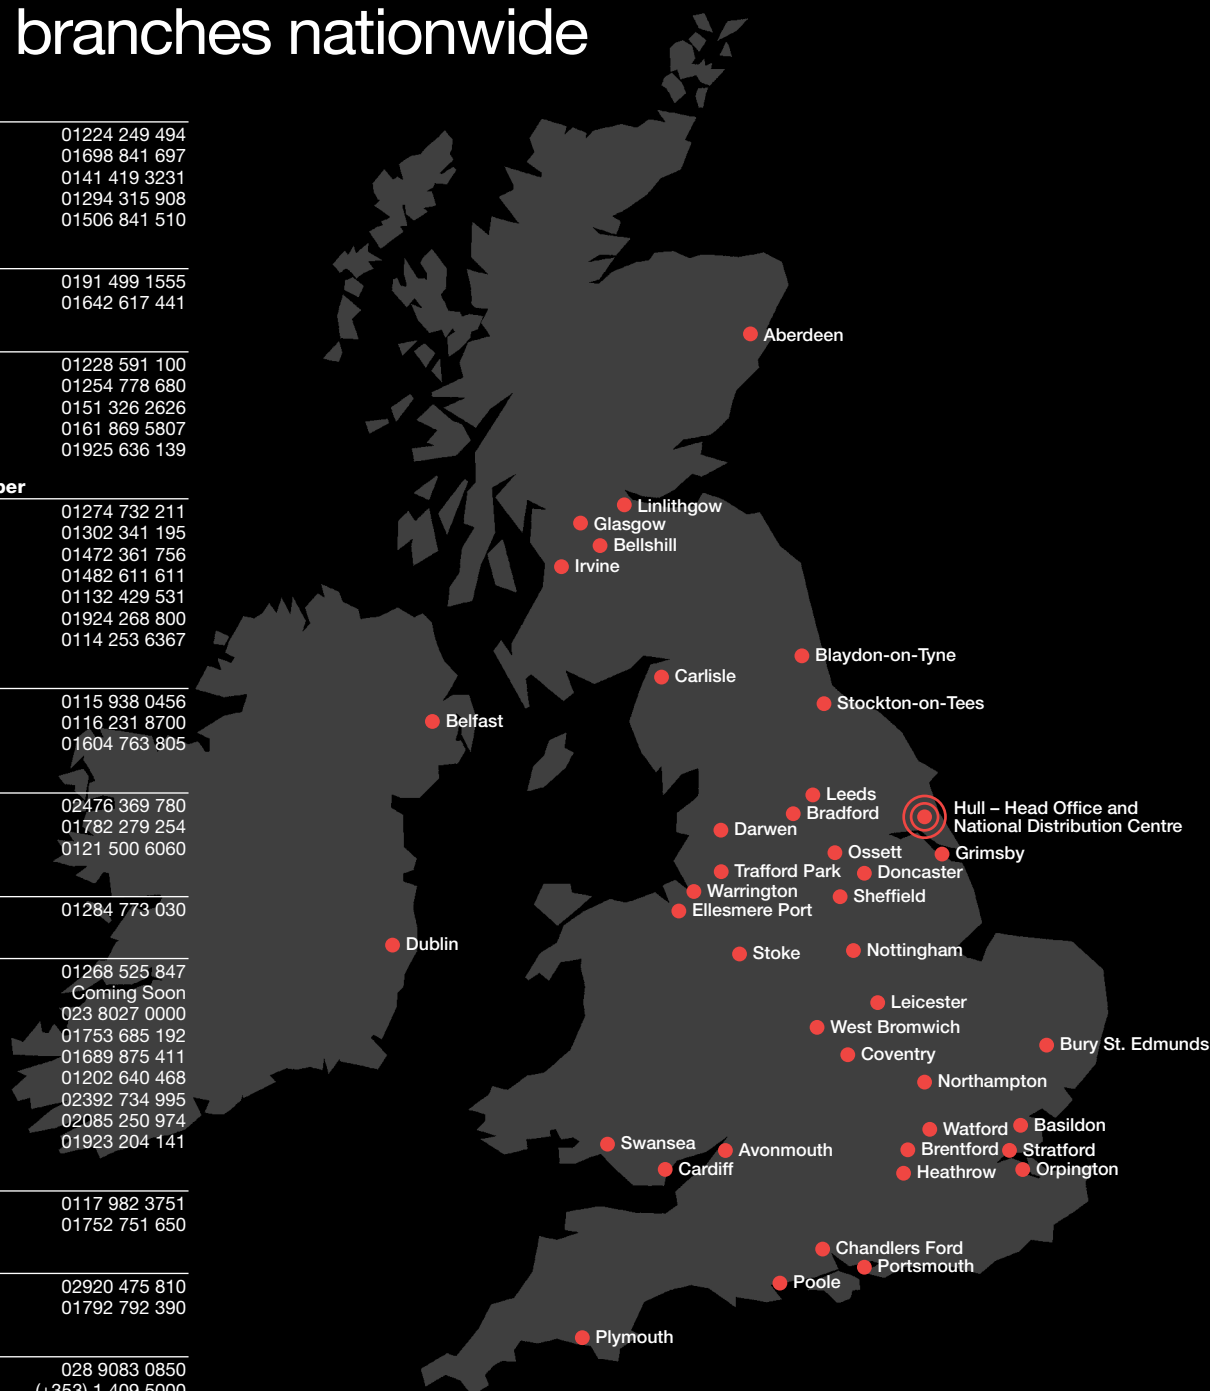 branches nationwide
01224 249 494
01698 841 697
0141 419 3231
01294 315 908
01506 841 510
0191 499 1555
01642 617 441
01228 591 100
01254 778 680
0151 326 2626
0161 869 5807
01925 636 139
ber
01274 732 211
01302 341 195
01472 361 756
01482 611 611
01132 429 531
01924 268 800
0114 253 6367
0115 938 0456
0116 231 8700
01604 763 805
02476 369 780
01782 279 254
0121 500 6060
01284 773 030
01268 525 847
Coming Soon
023 8027 0000
01753 685 192
01689 875 411
01202 640 468
02392 734 995
02085 250 974
01923 204 141
0117 982 3751
01752 751 650
02920 475 810
01792 792 390
028 9083 0850
(+353) 1 409 5000
Aberdeen
Linlithgow
Glasgow
Bellshill
Irvine
Blaydon-on-Tyne
Carlisle
Stockton-on-Tees
Belfast
Leeds
Bradford
Hull – Head Office and
National Distribution Centre
Darwen
Ossett
Grimsby
Trafford Park
Doncaster
Warrington
Sheffield
Ellesmere Port
Dublin
Stoke
Nottingham
Leicester
West Bromwich
Coventry
Bury St. Edmunds
Northampton
Watford
Basildon
Swansea
Avonmouth
Brentford
Stratford
Cardiff
Heathrow
Orpington
Chandlers Ford
Portsmouth
Poole
Plymouth